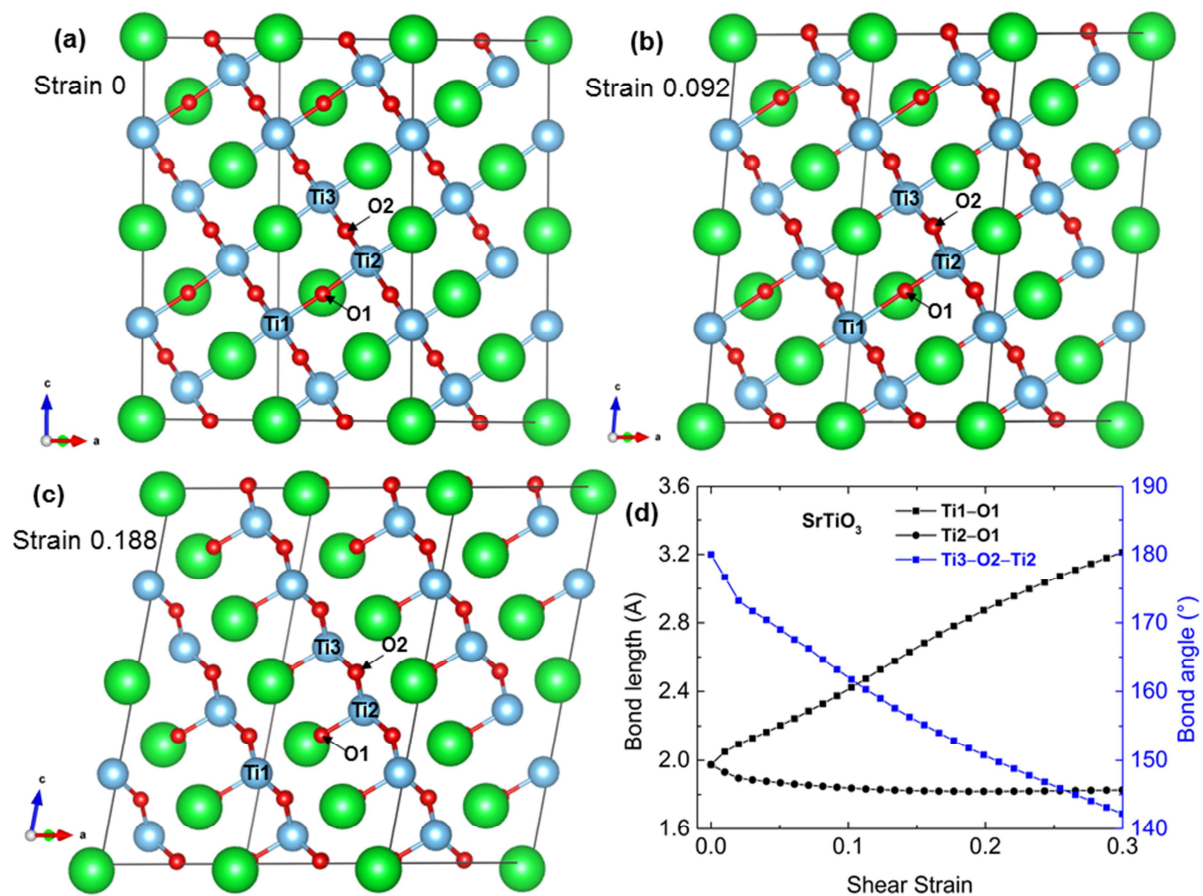 (a)
Strain 0
Ti3
O2
Ti2
O1
Ti1
c
a
(b)
Strain 0.092
Ti3
O2
Ti2
O1
Ti1
c
a
(c)
Strain 0.188
Ti3
O2
Ti2
O1
Ti1
c
a
(d)
SrTiO3
Ti1–O1
Ti2–O1
Ti3–O2–Ti2
3.6
3.2
2.8
2.4
2.0
1.6
Bond length (A)
190
180
170
160
150
140
Bond angle (°)
0.0 0.1 0.2 0.3
Shear Strain